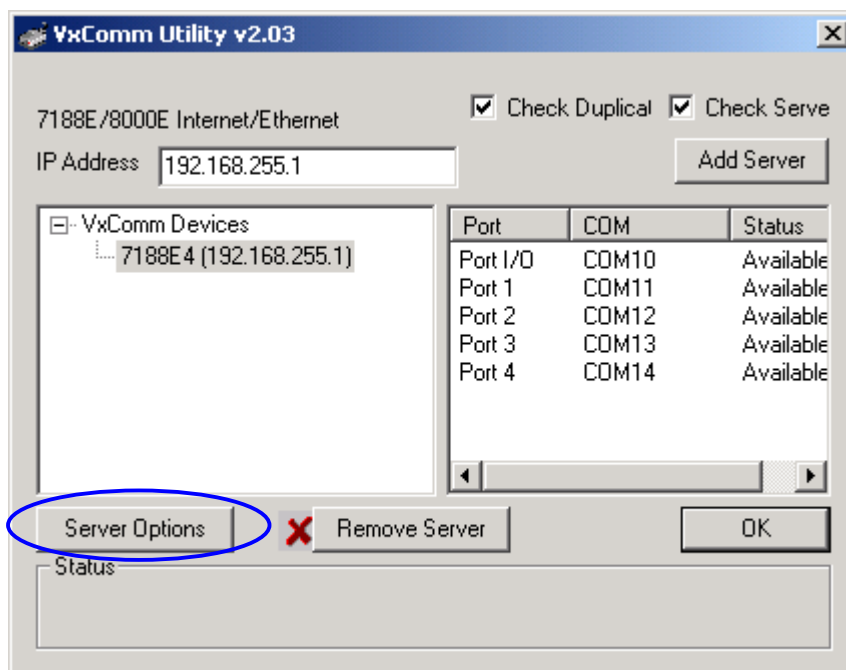 VxComm Utility v2.03
Check Duplicat
Check Serve
7188E/8000E Internet/Ethernet
IP Address
192.168.255.1
Add Server
VxComm Devices
7188E4 (192.168.255.1)
Port COM Status
Port I/O COM10 Available
Port 1 COM11 Available
Port 2 COM12 Available
Port 3 COM13 Available
Port 4 COM14 Available
Server Options
Remove Server
OK
Status